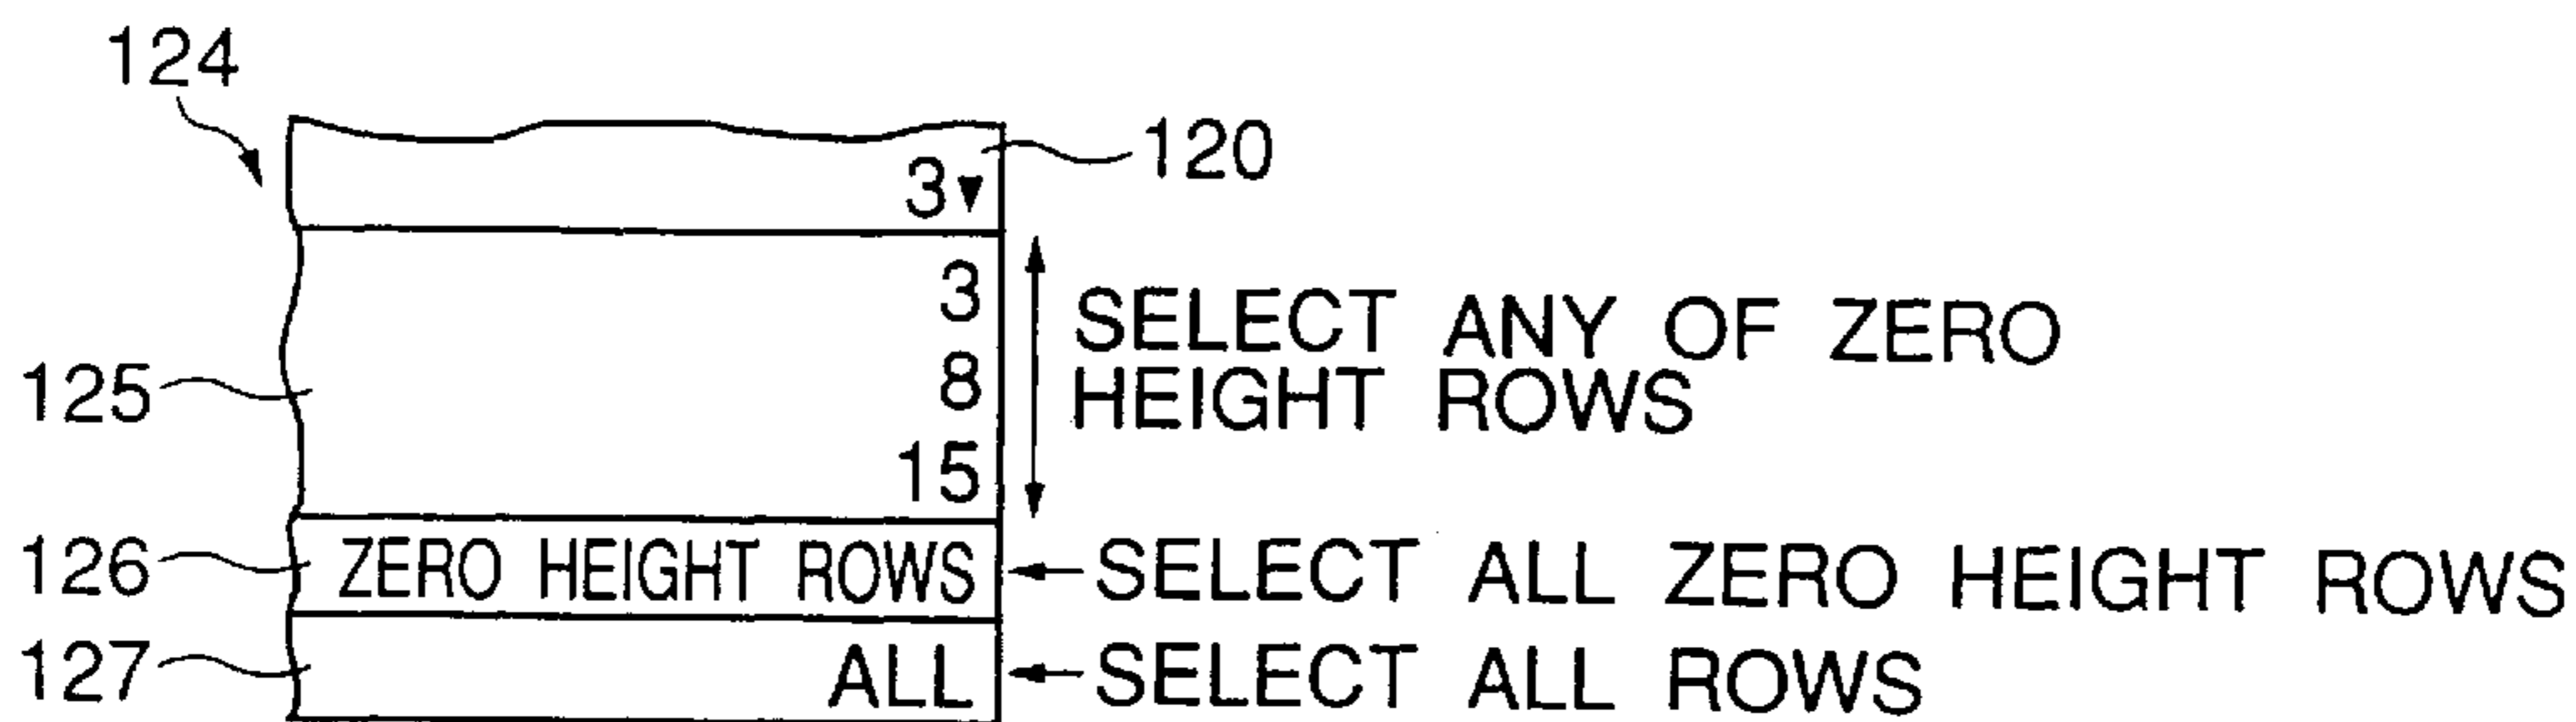 124
120
3▼
3
SELECT ANY OF ZERO
8
HEIGHT ROWS
125
15
126 ZERO HEIGHT ROWS SELECT ALL ZERO HEIGHT ROWS
127 ALL SELECT ALL ROWS